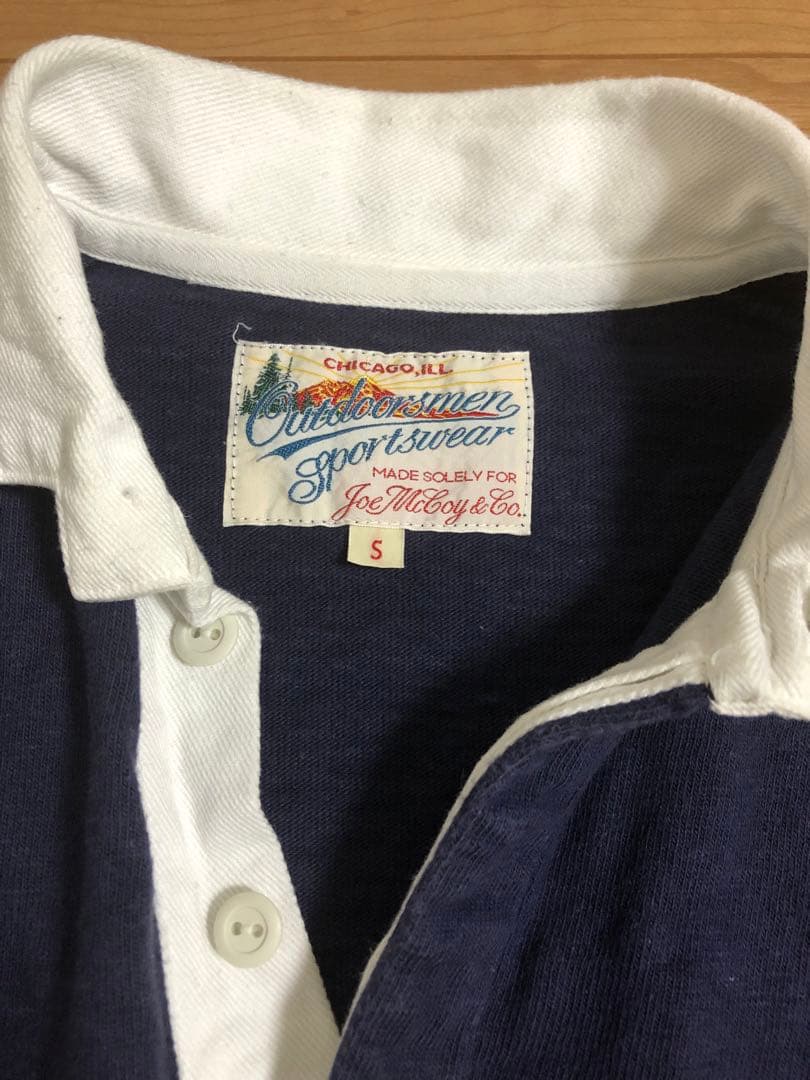 CHICAGO, ILL.
Outdoorsmen
Sportswear
MADE SOLELY FOR
Joe McCoy & Co.
S